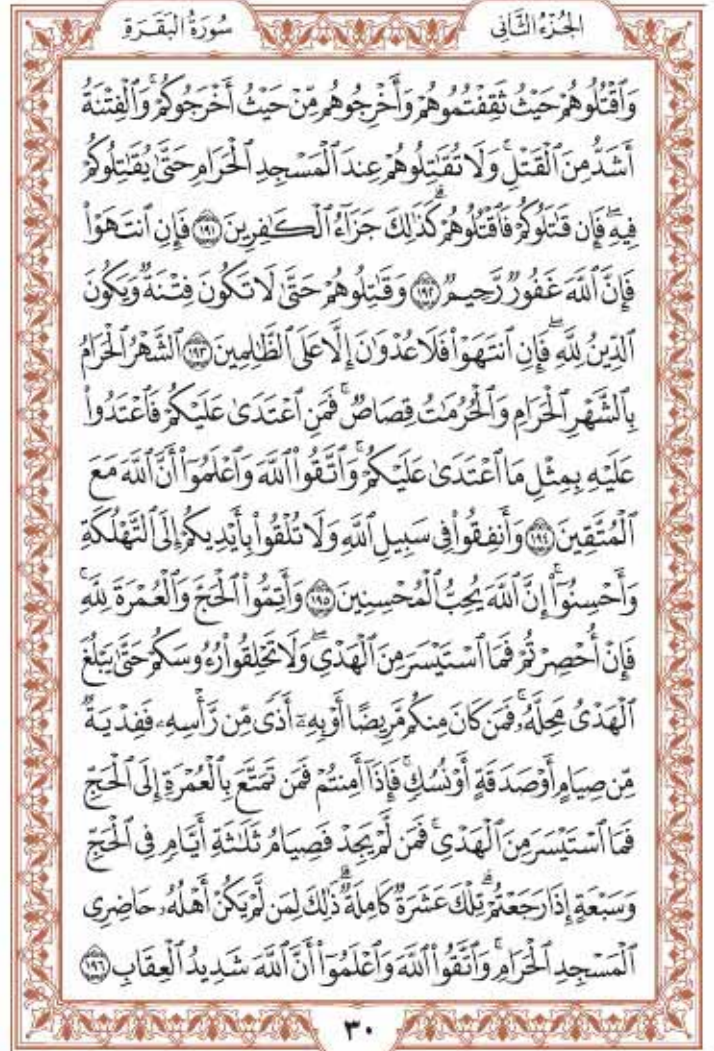 الجُزْءُ الثَّانِي
سُورَةُ الْبَقَرَةِ
وَٱقۡتُلُوهُمۡ حَيۡثُ ثَقِفۡتُمُوهُمۡ وَأَخۡرِجُوهُم مِّنۡ حَيۡثُ أَخۡرَجُوكُمۡۚ وَٱلۡفِتۡنَةُ
أَشَدُّ مِنَ ٱلۡقَتۡلِۚ وَلَا تُقَٰتِلُوهُمۡ عِندَ ٱلۡمَسۡجِدِ ٱلۡحَرَامِ حَتَّىٰ يُقَٰتِلُوكُمۡ
فِيهِۖ فَإِن قَٰتَلُوكُمۡ فَٱقۡتُلُوهُمۡۗ كَذَٰلِكَ جَزَآءُ ٱلۡكَٰفِرِينَ ١٩١ فَإِنِ ٱنتَهَوۡاْ
فَإِنَّ ٱللَّهَ غَفُورٞ رَّحِيمٞ ١٩٢ وَقَٰتِلُوهُمۡ حَتَّىٰ لَا تَكُونَ فِتۡنَةٞ وَيَكُونَ
ٱلدِّينُ لِلَّهِۖ فَإِنِ ٱنتَهَوۡاْ فَلَا عُدۡوَٰنَ إِلَّا عَلَى ٱلظَّٰلِمِينَ ١٩٣ ٱلشَّهۡرُ ٱلۡحَرَامُ
بِٱلشَّهۡرِ ٱلۡحَرَامِ وَٱلۡحُرُمَٰتُ قِصَاصٞۚ فَمَنِ ٱعۡتَدَىٰ عَلَيۡكُمۡ فَٱعۡتَدُواْ
عَلَيۡهِ بِمِثۡلِ مَا ٱعۡتَدَىٰ عَلَيۡكُمۡۚ وَٱتَّقُواْ ٱللَّهَ وَٱعۡلَمُوٓاْ أَنَّ ٱللَّهَ مَعَ
ٱلۡمُتَّقِينَ ١٩٤ وَأَنفِقُواْ فِي سَبِيلِ ٱللَّهِ وَلَا تُلۡقُواْ بِأَيۡدِيكُمۡ إِلَى ٱلتَّهۡلُكَةِ
وَأَحۡسِنُوٓاْۚ إِنَّ ٱللَّهَ يُحِبُّ ٱلۡمُحۡسِنِينَ ١٩٥ وَأَتِمُّواْ ٱلۡحَجَّ وَٱلۡعُمۡرَةَ لِلَّهِۚ
فَإِنۡ أُحۡصِرۡتُمۡ فَمَا ٱسۡتَيۡسَرَ مِنَ ٱلۡهَدۡيِۖ وَلَا تَحۡلِقُواْ رُءُوسَكُمۡ حَتَّىٰ يَبۡلُغَ
ٱلۡهَدۡيُ مَحِلَّهُۥۚ فَمَن كَانَ مِنكُم مَّرِيضًا أَوۡ بِهِۦٓ أَذٗى مِّن رَّأۡسِهِۦ فَفِدۡيَةٞ
مِّن صِيَامٍ أَوۡ صَدَقَةٍ أَوۡ نُسُكٖۚ فَإِذَآ أَمِنتُمۡ فَمَن تَمَتَّعَ بِٱلۡعُمۡرَةِ إِلَى ٱلۡحَجِّ
فَمَا ٱسۡتَيۡسَرَ مِنَ ٱلۡهَدۡيِۚ فَمَن لَّمۡ يَجِدۡ فَصِيَامُ ثَلَٰثَةِ أَيَّامٖ فِي ٱلۡحَجِّ
وَسَبۡعَةٍ إِذَا رَجَعۡتُمۡۗ تِلۡكَ عَشَرَةٞ كَامِلَةٞۗ ذَٰلِكَ لِمَن لَّمۡ يَكُنۡ أَهۡلُهُۥ حَاضِرِي
ٱلۡمَسۡجِدِ ٱلۡحَرَامِۚ وَٱتَّقُواْ ٱللَّهَ وَٱعۡلَمُوٓاْ أَنَّ ٱللَّهَ شَدِيدُ ٱلۡعِقَابِ ١٩٦
٣٠